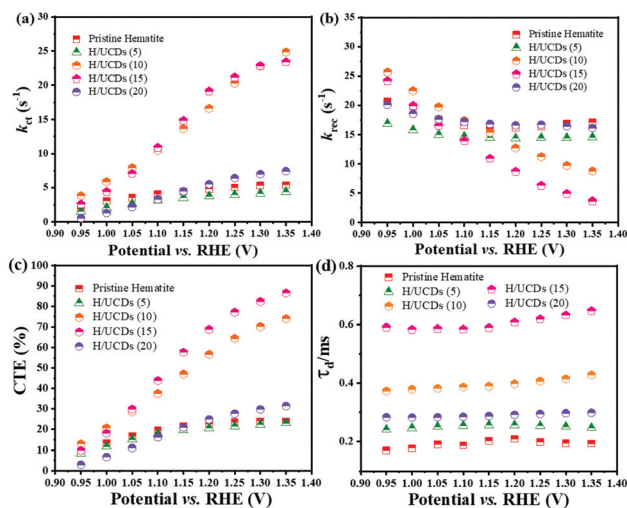 (a)
25
20
15
10
5
0
k_ct (s⁻¹)
Pristine Hematite
H/UCDs (5)
H/UCDs (10)
H/UCDs (15)
H/UCDs (20)
0.90 0.95 1.00 1.05 1.10 1.15 1.20 1.25 1.30 1.35 1.40
Potential vs. RHE (V)
(b)
35
30
25
20
15
10
5
0
k_rec (s⁻¹)
Pristine Hematite
H/UCDs (5)
H/UCDs (10)
H/UCDs (15)
H/UCDs (20)
0.90 0.95 1.00 1.05 1.10 1.15 1.20 1.25 1.30 1.35 1.40
Potential vs. RHE (V)
(c)
100
90
80
70
60
50
40
30
20
10
0
CTE (%)
Pristine Hematite
H/UCDs (5)
H/UCDs (10)
H/UCDs (15)
H/UCDs (20)
0.90 0.95 1.00 1.05 1.10 1.15 1.20 1.25 1.30 1.35 1.40
Potential vs. RHE (V)
(d)
0.8
0.6
0.4
0.2
τ_d/ms
Pristine Hematite
H/UCDs (5)
H/UCDs (10)
H/UCDs (15)
H/UCDs (20)
0.90 0.95 1.00 1.05 1.10 1.15 1.20 1.25 1.30 1.35 1.40
Potential vs. RHE (V)